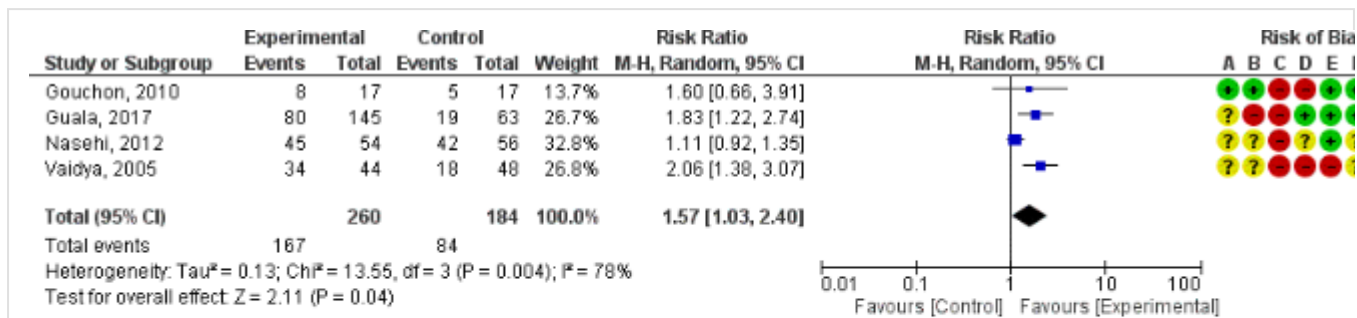 Experimental Control Risk Ratio Risk Ratio Risk of Bia
Study or Subgroup Events Total Events Total Weight M-H, Random, 95% CI M-H, Random, 95% CI A B C D E
Gouchon, 2010 8 17 5 17 13.7% 1.60 [0.66, 3.91] + + - - + +
Guala, 2017 80 145 19 63 26.7% 1.83 [1.22, 2.74] ? - - + + +
Nasehi, 2012 45 54 42 56 32.8% 1.11 [0.92, 1.35] ? ? - ? + ?
Vaidya, 2005 34 44 18 48 26.8% 2.06 [1.38, 3.07] ? ? - - - ?
Total (95% CI) 260 184 100.0% 1.57 [1.03, 2.40]
Total events 167 84
Heterogeneity: Tau² = 0.13; Chi² = 13.55, df = 3 (P = 0.004); I² = 78%
Test for overall effect: Z = 2.11 (P = 0.04)
0.01 0.1 1 10 100
Favours [Control] Favours [Experimental]